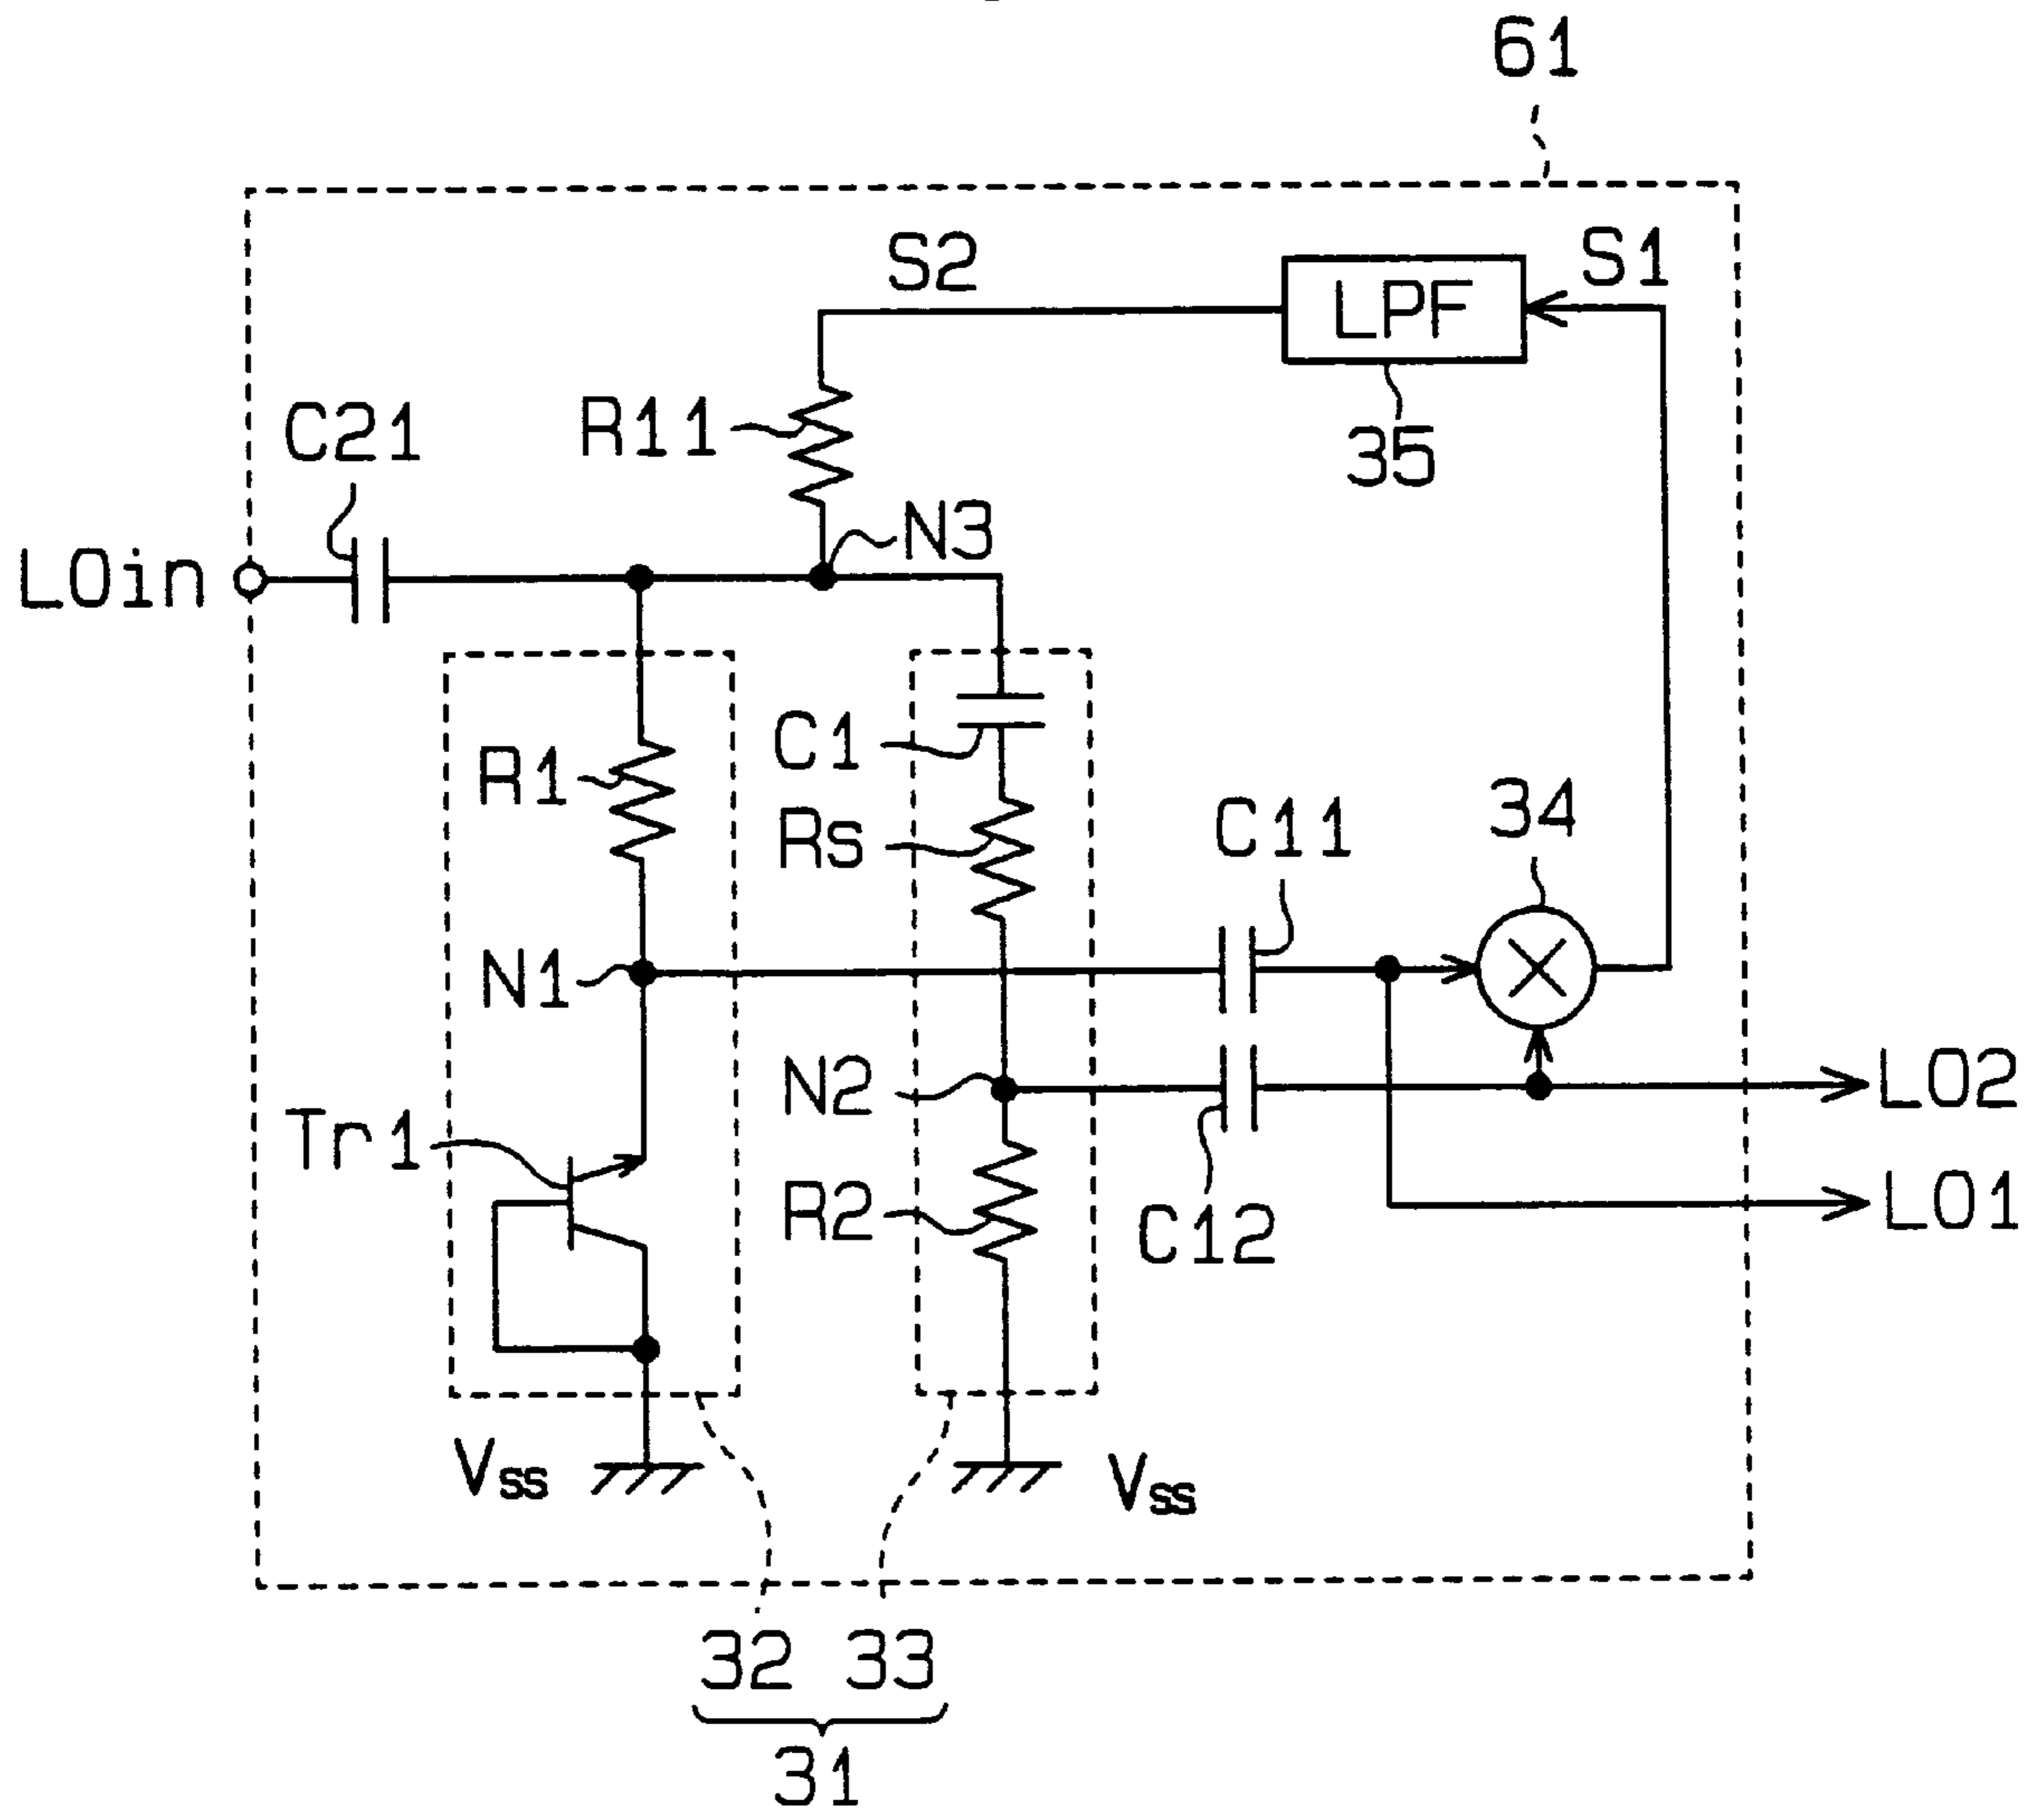 61
S2
LPF
S1
R11
35
C21
N3
LOin
R1
C1
Rs
C11
34
N1
N2
LO2
Tr1
R2
C12
LO1
Vss
Vss
32
33
31